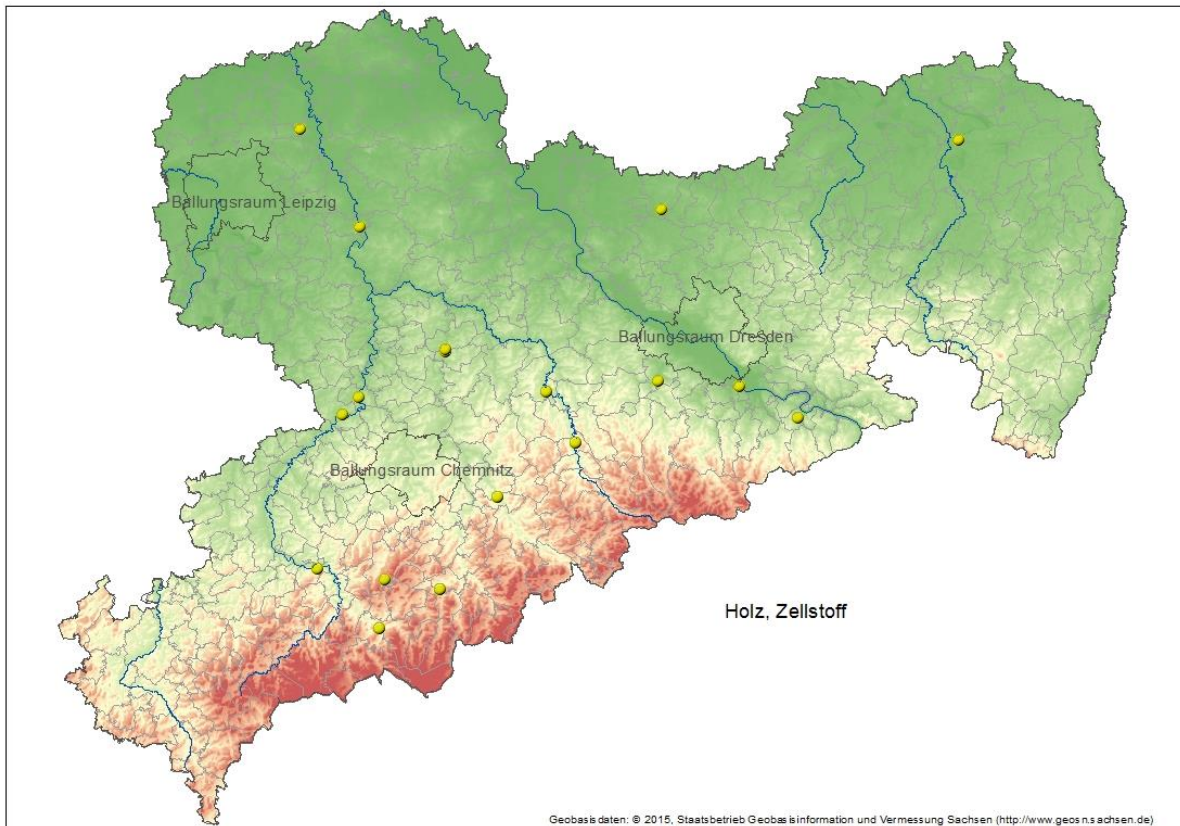 Ballungsraum Leipzig
Ballungsraum Dresden
Ballungsraum Chemnitz
Holz, Zellstoff
Geobasisdaten: © 2015, Staatsbetrieb Geobasisinformation und Vermessung Sachsen (http://www.geosn.sachsen.de)